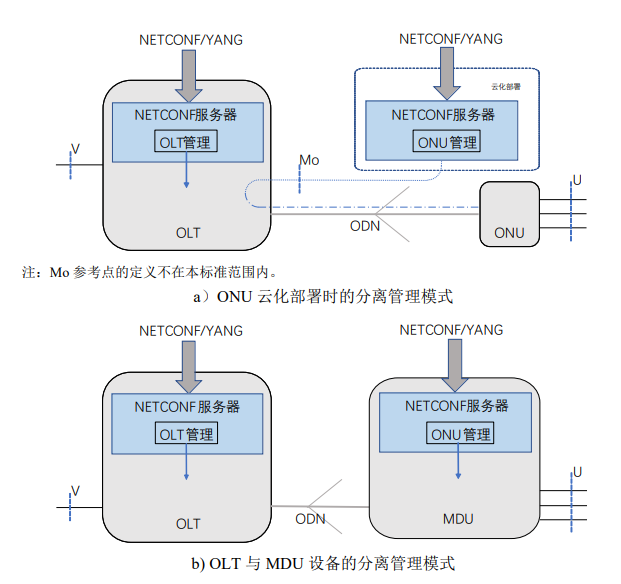 NETCONF/YANG
NETCONF/YANG
云化部署
NETCONF服务器
OLT管理
NETCONF服务器
ONU管理
V
Mo
U
OLT
ODN
ONU
注：Mo 参考点的定义不在本标准范围内。
a）ONU 云化部署时的分离管理模式
NETCONF/YANG
NETCONF/YANG
NETCONF服务器
OLT管理
NETCONF服务器
ONU管理
V
U
OLT
ODN
MDU
b) OLT 与 MDU 设备的分离管理模式